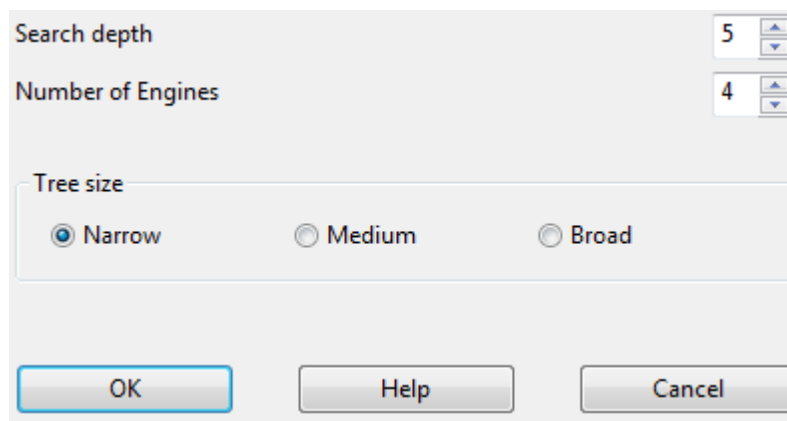 Search depth 5
Number of Engines 4
Tree size
Narrow Medium Broad
OK Help Cancel